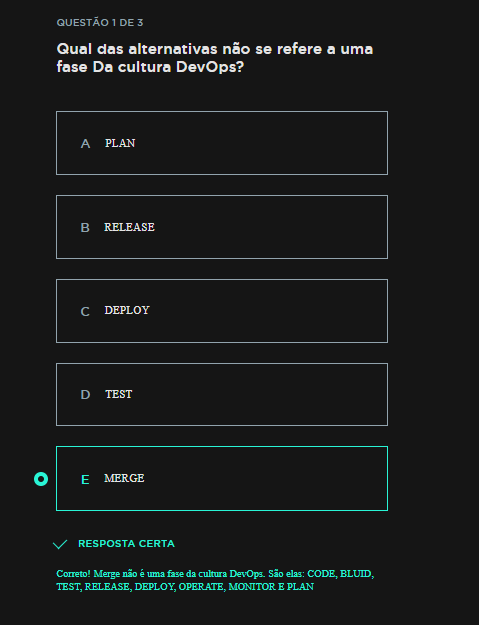 QUESTÃO 1 DE 3
Qual das alternativas não se refere a uma
fase Da cultura DevOps?
A PLAN
B RELEASE
C DEPLOY
D TEST
E MERGE
RESPOSTA CERTA
Correto! Merge não é uma fase da cultura DevOps. São elas: CODE, BLUID,
TEST, RELEASE, DEPLOY, OPERATE, MONITOR E PLAN